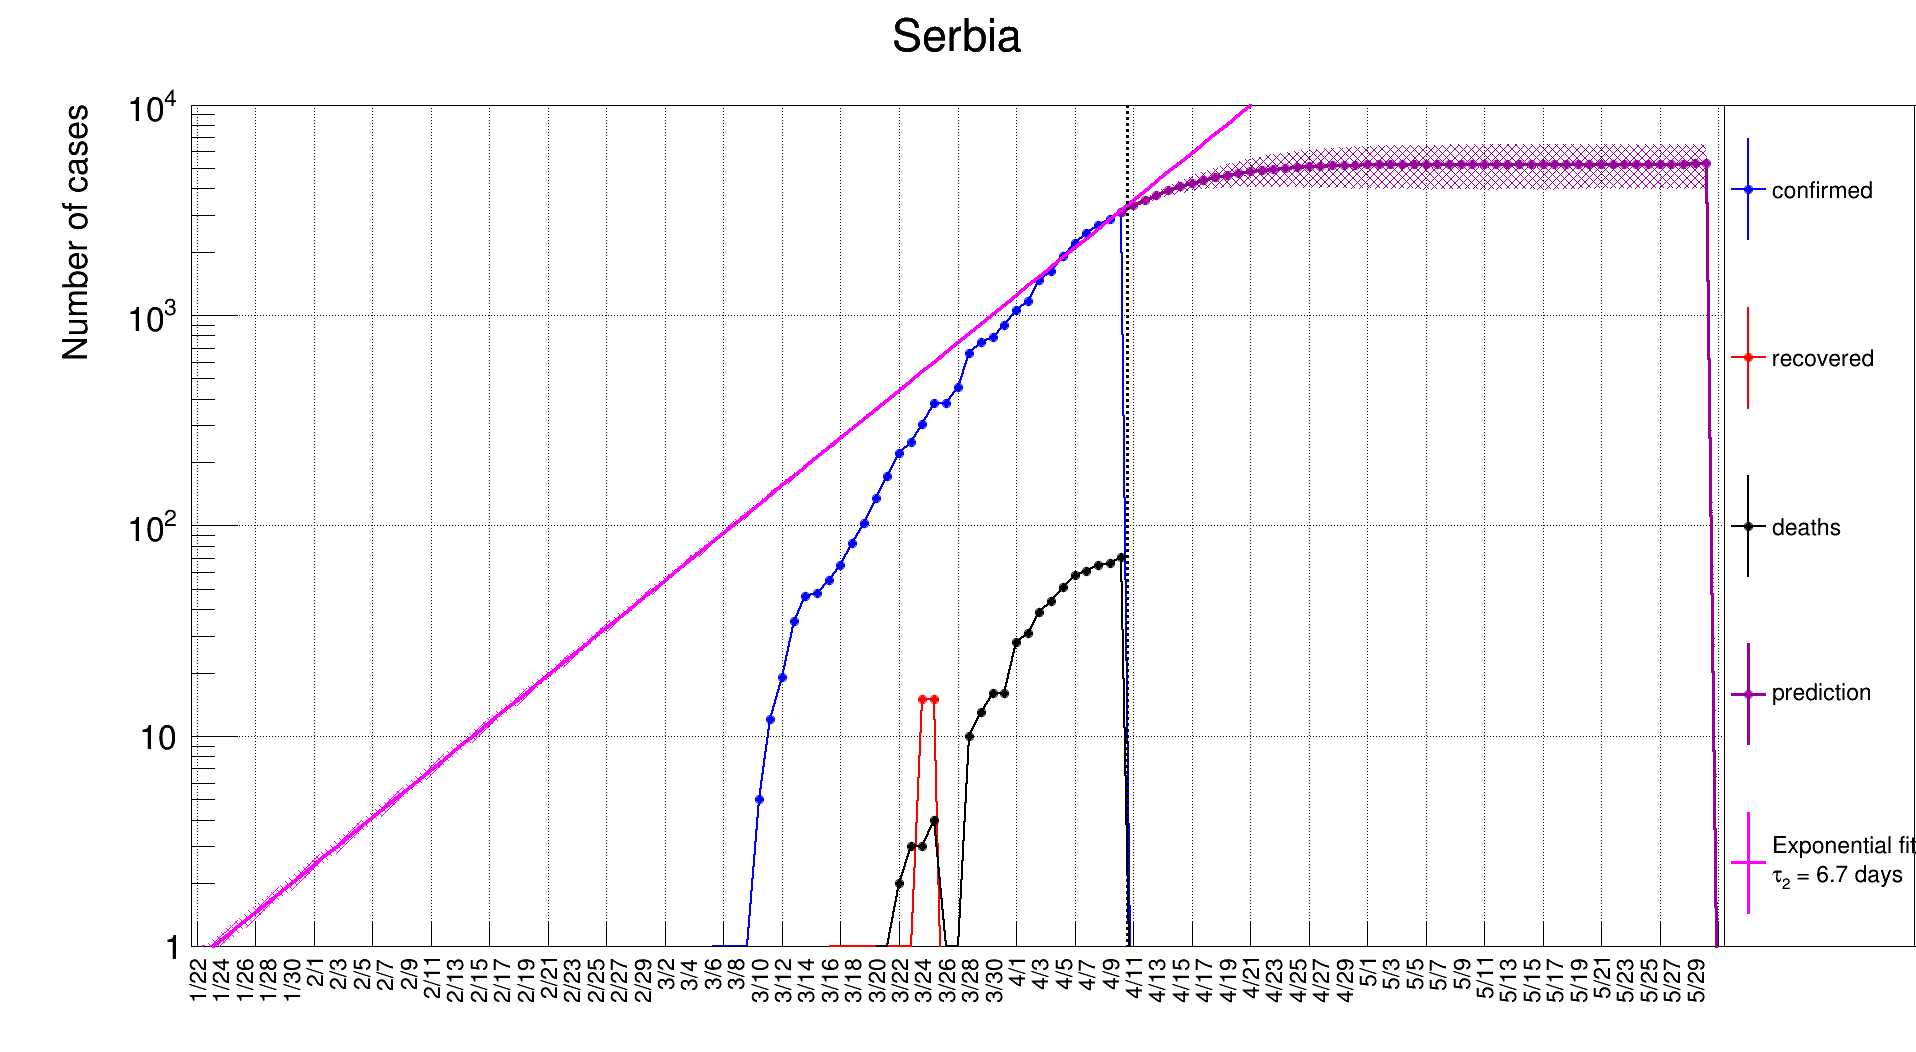 Serbia
Number of cases
10⁴
10³
10²
10
1
1/22 1/24 1/26 1/28 1/30 2/1 2/3 2/5 2/7 2/9 2/11 2/13 2/15 2/17 2/19 2/21 2/23 2/25 2/27 2/29 3/2 3/4 3/6 3/8 3/10 3/12 3/14 3/16 3/18 3/20 3/22 3/24 3/26 3/28 3/30 4/1 4/3 4/5 4/7 4/9 4/11 4/13 4/15 4/17 4/19 4/21 4/23 4/25 4/27 4/29 5/1 5/3 5/5 5/7 5/9 5/11 5/13 5/15 5/17 5/19 5/21 5/23 5/25 5/27 5/29
confirmed
recovered
deaths
prediction
Exponential fit
τ₂ = 6.7 days